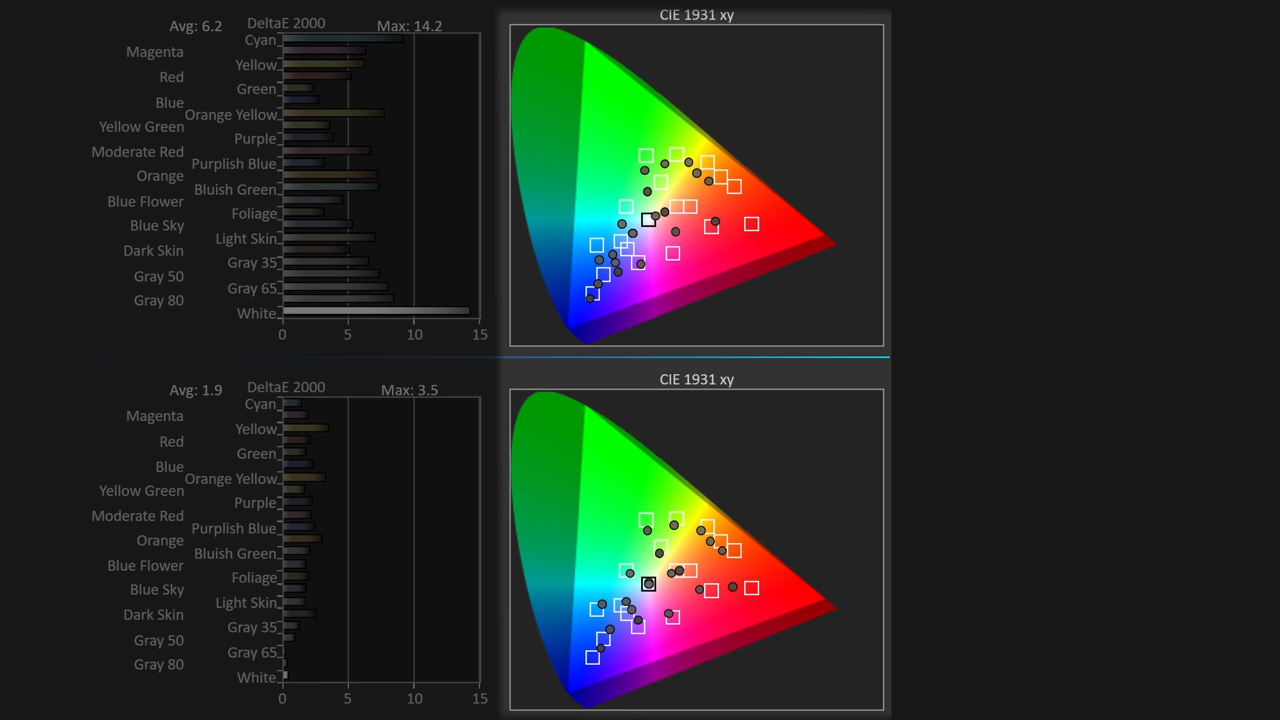 Avg: 6.2 DeltaE 2000 Max: 14.2
Cyan
Magenta
Yellow
Red
Green
Blue
Orange Yellow
Yellow Green
Purple
Moderate Red
Purplish Blue
Orange
Bluish Green
Blue Flower
Foliage
Blue Sky
Light Skin
Dark Skin
Gray 35
Gray 50
Gray 65
Gray 80
White
0 5 10 15
CIE 1931 xy
Avg: 1.9 DeltaE 2000 Max: 3.5
Cyan
Magenta
Yellow
Red
Green
Blue
Orange Yellow
Yellow Green
Purple
Moderate Red
Purplish Blue
Orange
Bluish Green
Blue Flower
Foliage
Blue Sky
Light Skin
Dark Skin
Gray 35
Gray 50
Gray 65
Gray 80
White
0 5 10 15
CIE 1931 xy